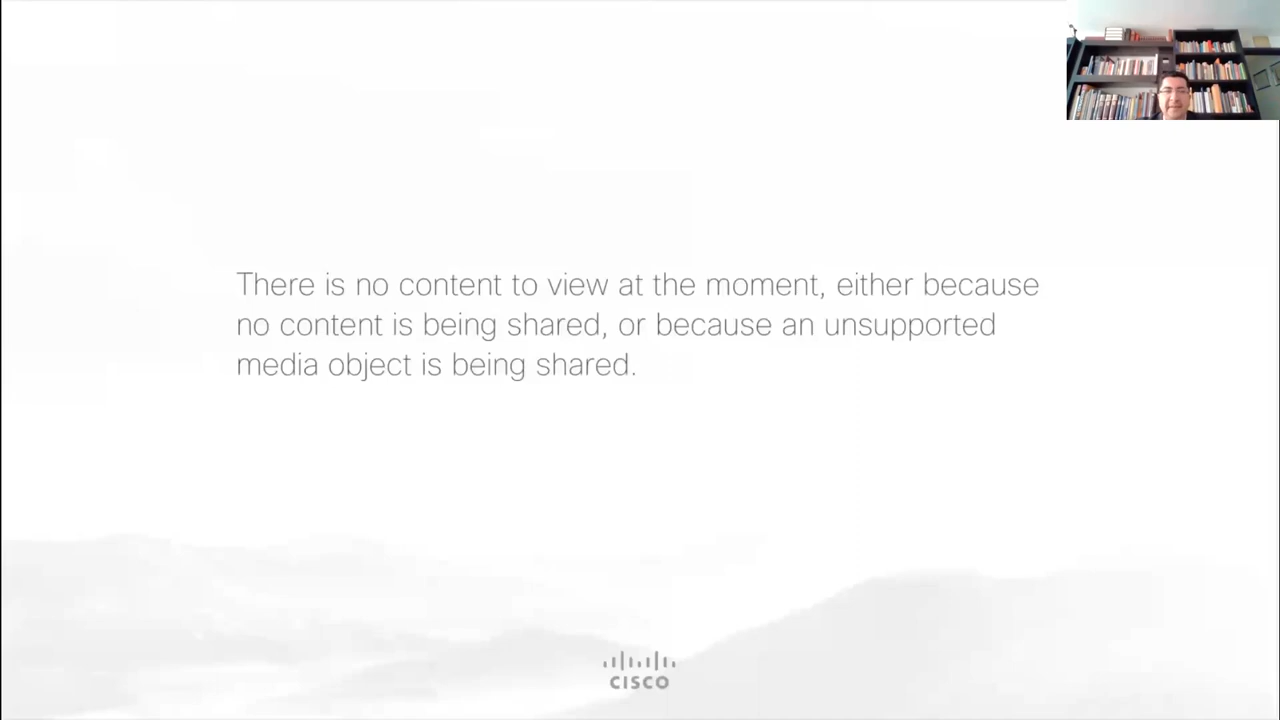 There is no content to view at the moment, either because
no content is being shared, or because an unsupported
media object is being shared.
CISCO